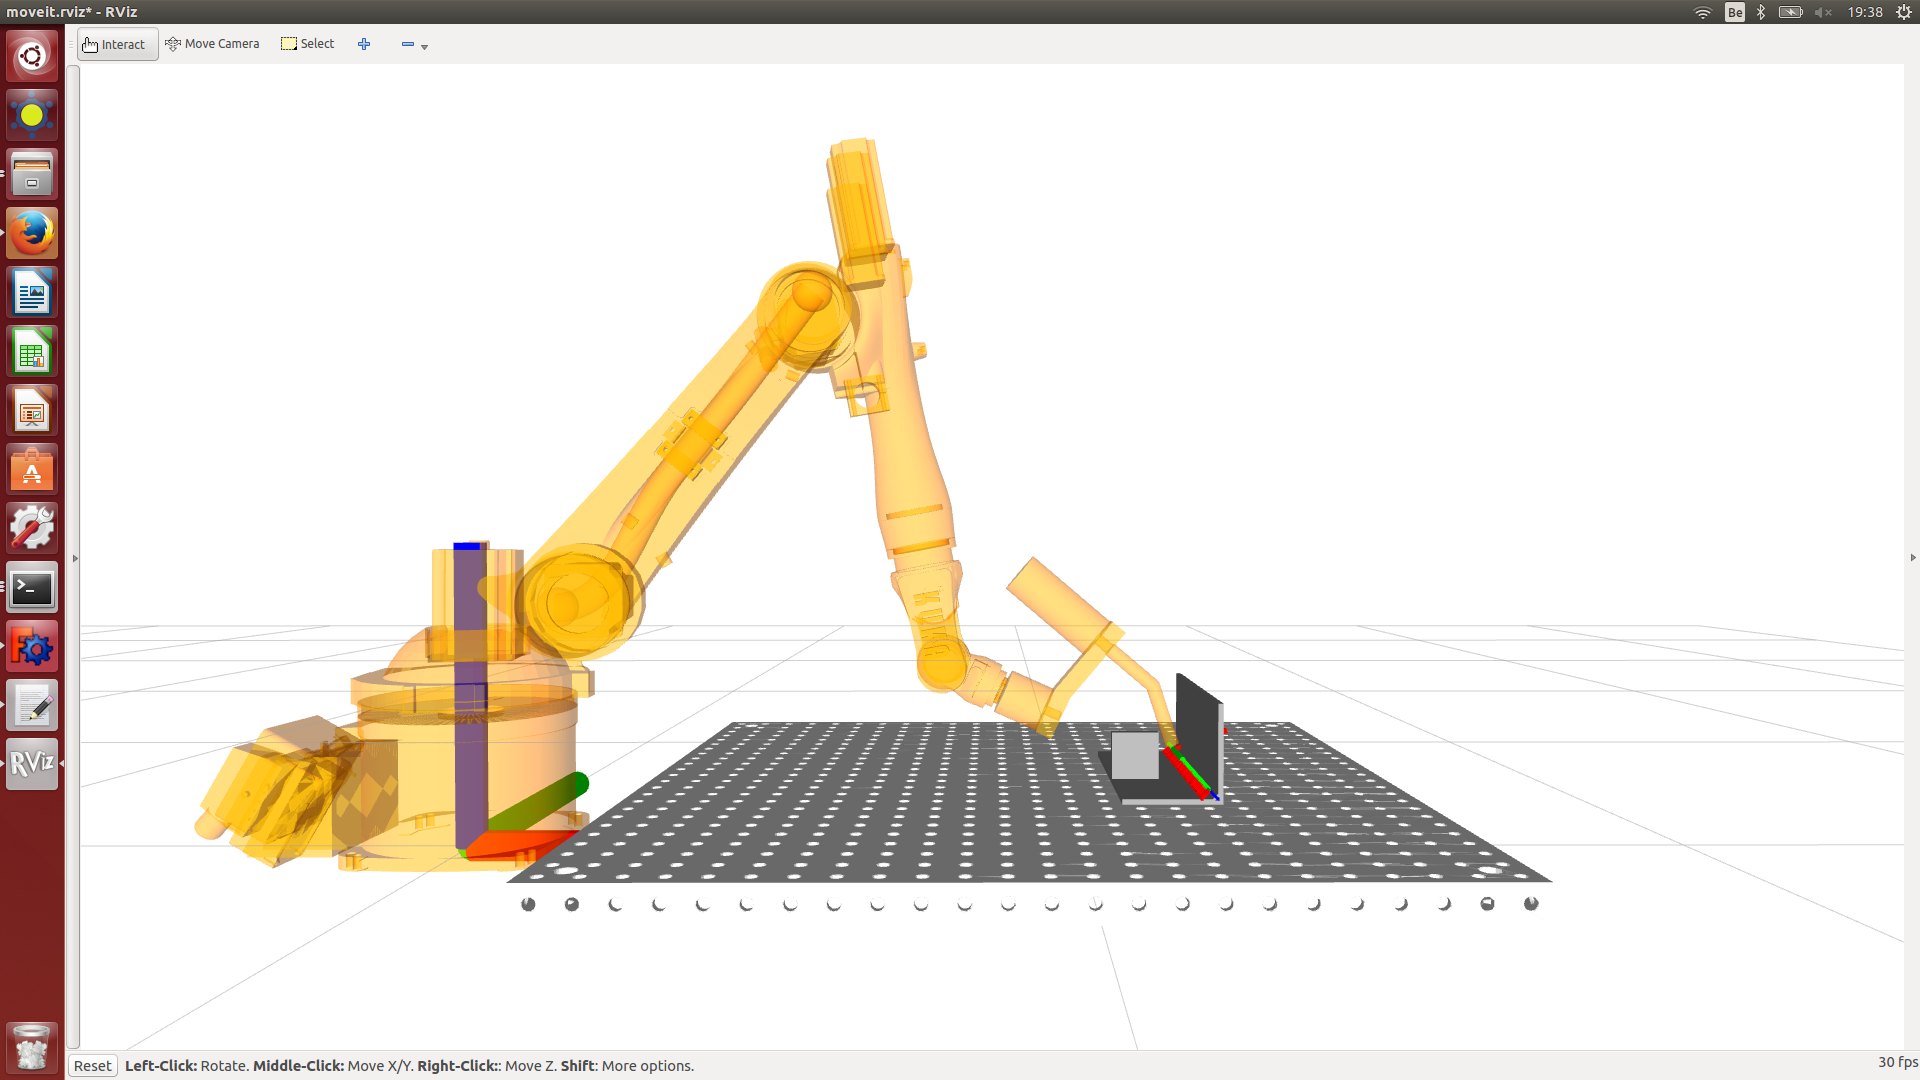 moveit.rviz* - RViz
Be
19:38
Interact
Move Camera
Select
KUKA
RViz
Reset
Left-Click: Rotate. Middle-Click: Move X/Y. Right-Click:: Move Z. Shift: More options.
30 fps